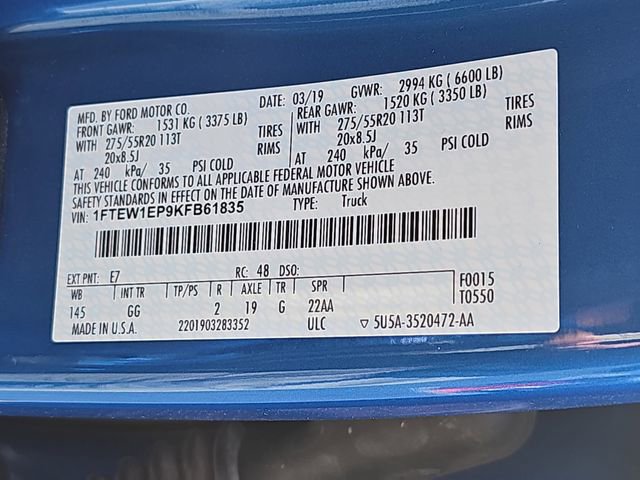 MFD. BY FORD MOTOR CO. DATE: 03/19 GVWR: 2994 KG ( 6600 LB)
FRONT GAWR: 1531 KG ( 3375 LB) REAR GAWR: 1520 KG ( 3350 LB)
WITH 275/55R20 113T TIRES WITH 275/55R20 113T TIRES
20x8.5J RIMS 20x8.5J RIMS
AT 240 kPa/ 35 PSI COLD AT 240 kPa/ 35 PSI COLD
THIS VEHICLE CONFORMS TO ALL APPLICABLE FEDERAL MOTOR VEHICLE
SAFETY STANDARDS IN EFFECT ON THE DATE OF MANUFACTURE SHOWN ABOVE.
VIN: 1FTEW1EP9KFB61835 TYPE: Truck
EXT PNT: E7 RC: 48 DSO:
WB INT TR TP/PS R AXLE TR SPR F0015
145 GG 2 19 G 22AA T0550
MADE IN U.S.A. 2201903283352 ULC ▽ 5U5A-3520472-AA